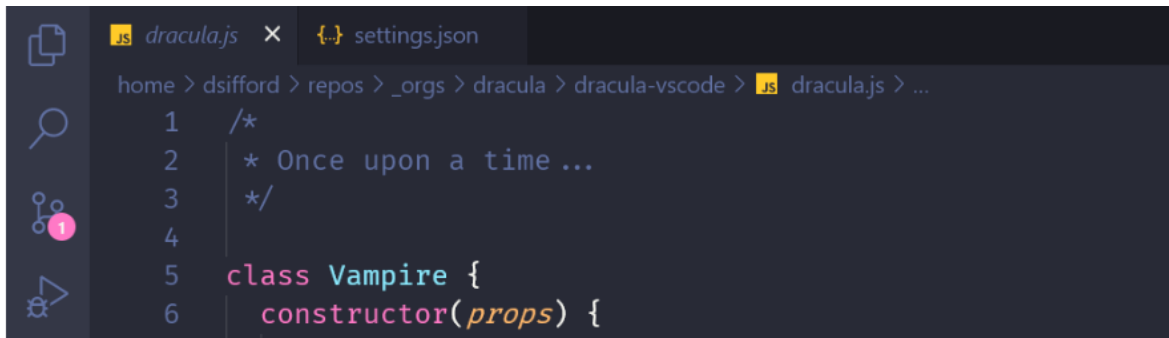 JS dracula.js × {..} settings.json
home > dsifford > repos > _orgs > dracula > dracula-vscode > JS dracula.js > ...
1 /*
2  * Once upon a time ...
3  */
1 4
5 class Vampire {
6   constructor(props) {